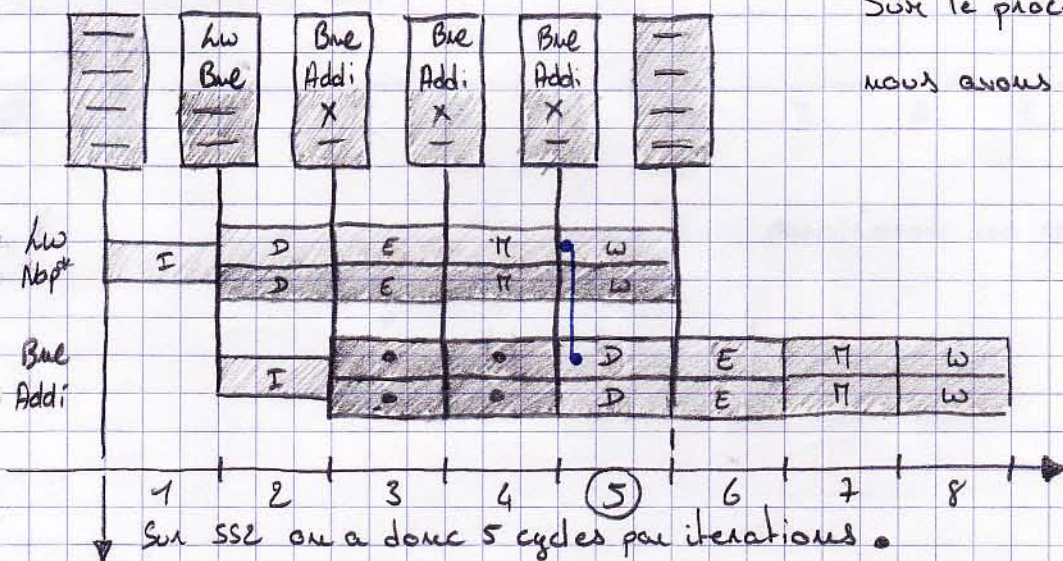 Sur le proc
nous avons
— Lw Bne Bne Bne —
— Bne Addi Addi Addi —
— — X X X —
— — — — — —
Lw I D E M W
Nop* D E M W
Bne I • • D E M W
Addi • • D E M W
1 2 3 4 5 6 7 8
Sur SS2 on a donc 5 cycles par iterations.